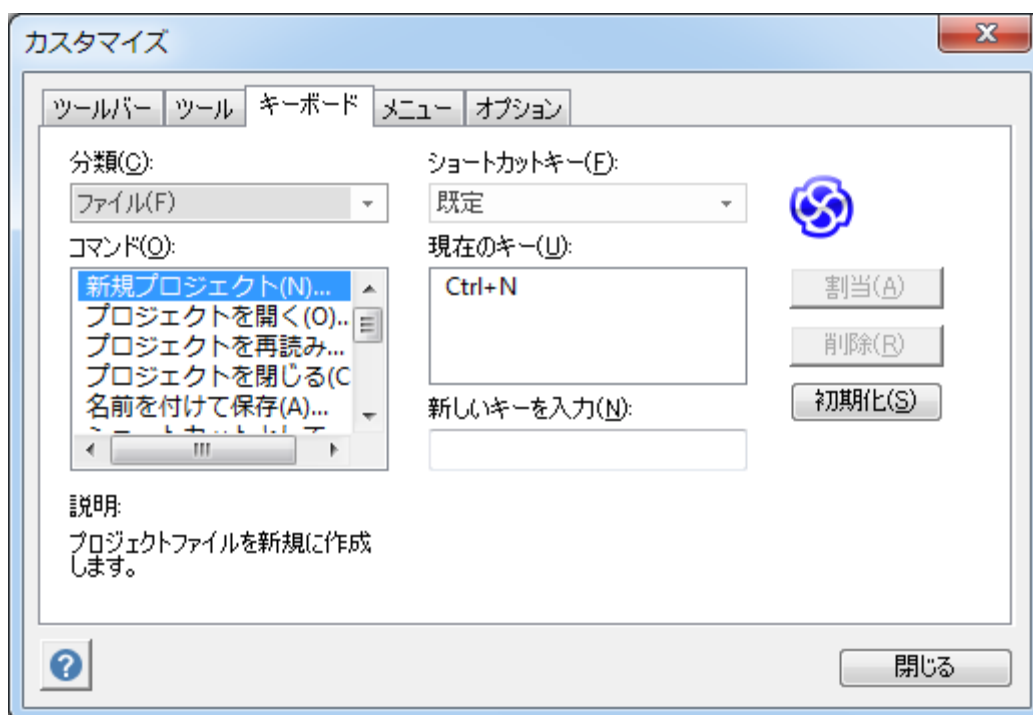 カスタマイズ
ツールバー ツール キーボード メニュー オプション
分類(C):
ファイル(F)
コマンド(O):
新規プロジェクト(N)...
プロジェクトを開く(O)..
プロジェクトを再読み...
プロジェクトを閉じる(C
名前を付けて保存(A)...
説明:
プロジェクトファイルを新規に作成
します。
ショートカットキー(F):
既定
現在のキー(U):
Ctrl+N
新しいキーを入力(N):
割当(A)
削除(R)
初期化(S)
?
閉じる